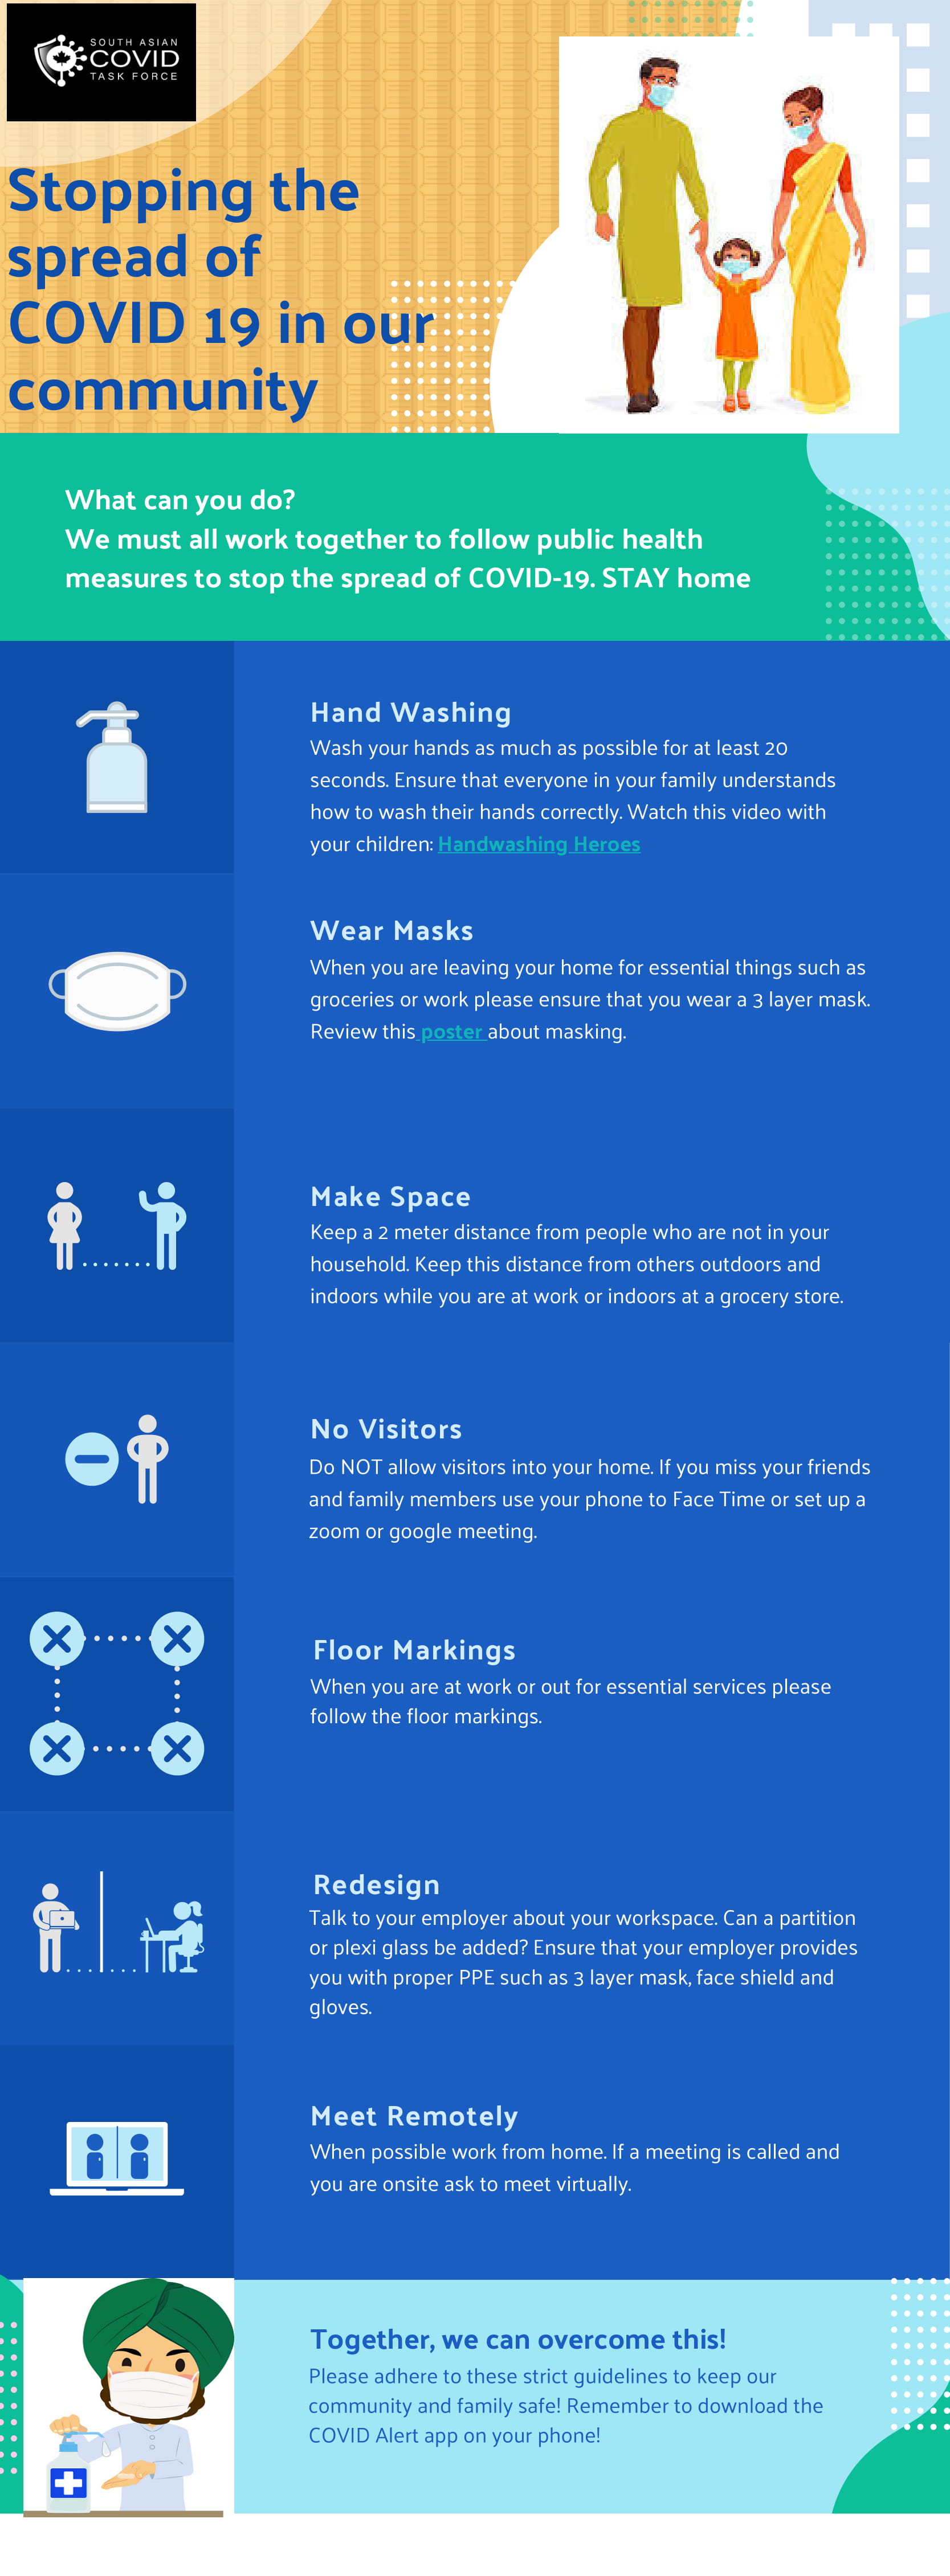 SOUTH ASIAN
COVID
TASK FORCE
Stopping the
spread of
COVID 19 in our
community
What can you do?
We must all work together to follow public health
measures to stop the spread of COVID-19. STAY home
Hand Washing
Wash your hands as much as possible for at least 20
seconds. Ensure that everyone in your family understands
how to wash their hands correctly. Watch this video with
your children: Handwashing Heroes
Wear Masks
When you are leaving your home for essential things such as
groceries or work please ensure that you wear a 3 layer mask.
Review this poster about masking.
Make Space
Keep a 2 meter distance from people who are not in your
household. Keep this distance from others outdoors and
indoors while you are at work or indoors at a grocery store.
No Visitors
Do NOT allow visitors into your home. If you miss your friends
and family members use your phone to Face Time or set up a
zoom or google meeting.
Floor Markings
When you are at work or out for essential services please
follow the floor markings.
Redesign
Talk to your employer about your workspace. Can a partition
or plexi glass be added? Ensure that your employer provides
you with proper PPE such as 3 layer mask, face shield and
gloves.
Meet Remotely
When possible work from home. If a meeting is called and
you are onsite ask to meet virtually.
Together, we can overcome this!
Please adhere to these strict guidelines to keep our
community and family safe! Remember to download the
COVID Alert app on your phone!